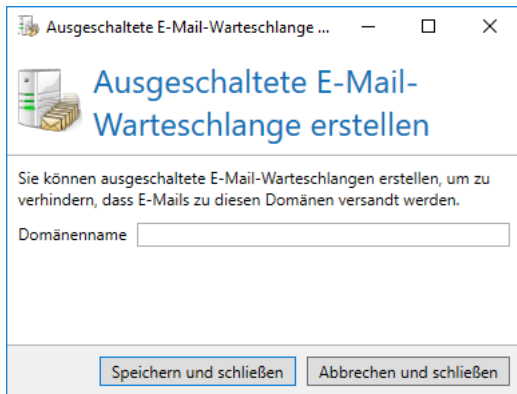 Ausgeschaltete E-Mail-Warteschlange ...
Ausgeschaltete E-Mail-
Warteschlange erstellen
Sie können ausgeschaltete E-Mail-Warteschlangen erstellen, um zu
verhindern, dass E-Mails zu diesen Domänen versandt werden.
Domänenname
Speichern und schließen Abbrechen und schließen